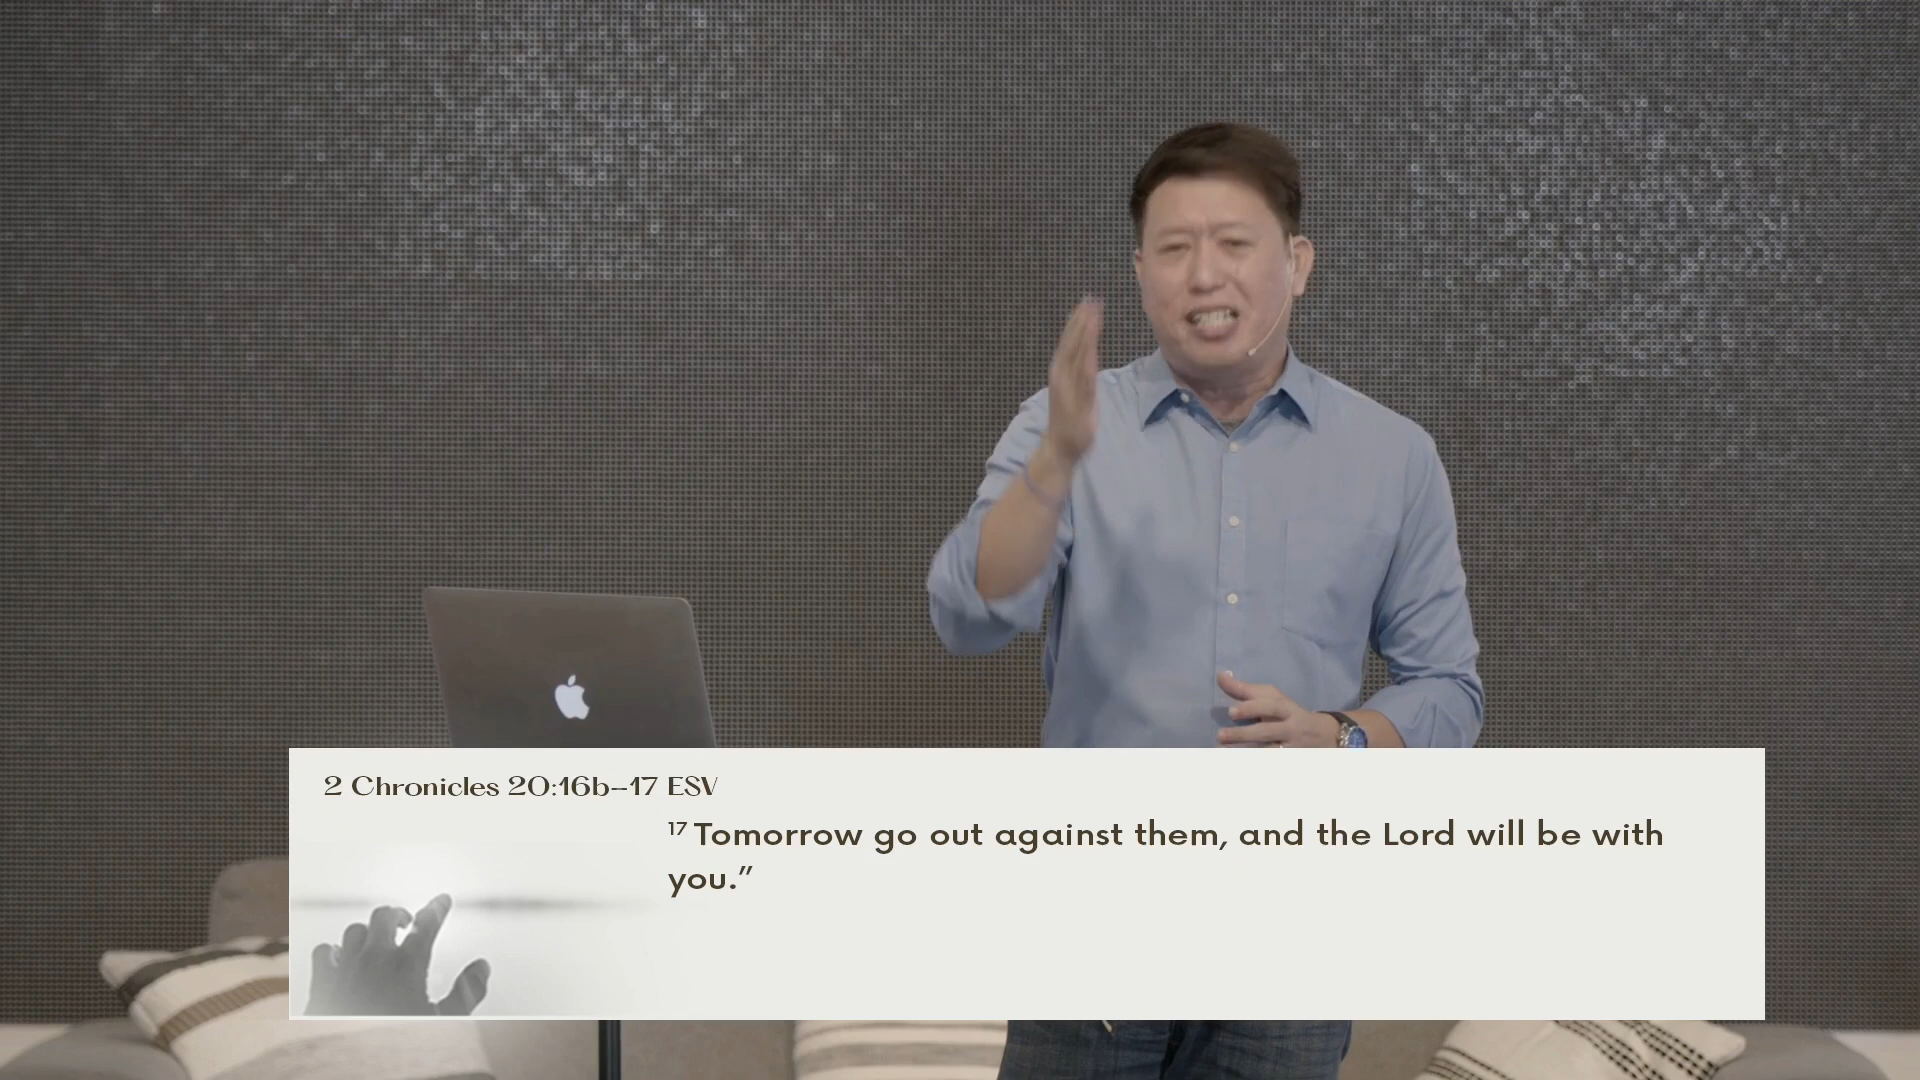 2 Chronicles 20:16b–17 ESV
17 Tomorrow go out against them, and the Lord will be with
you.”